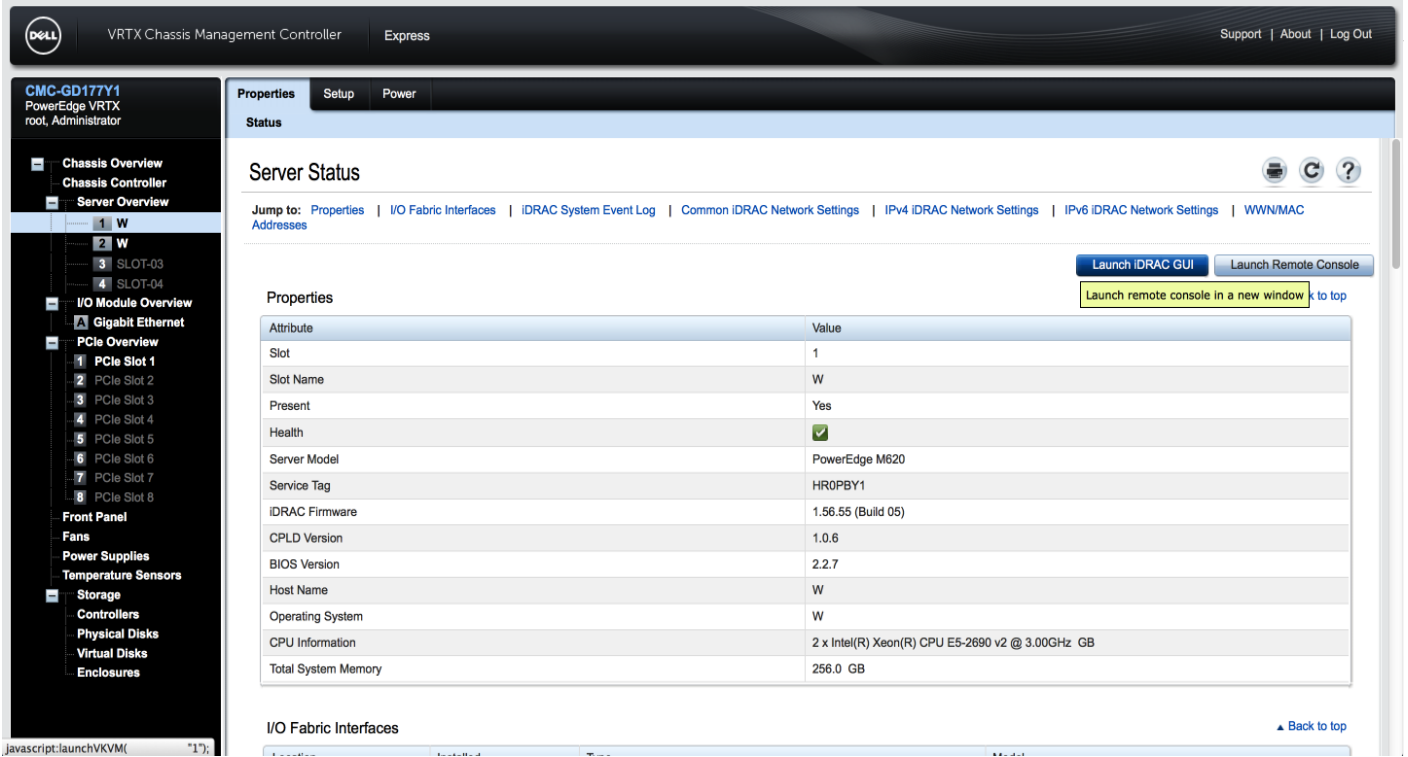 DELL VRTX Chassis Management Controller Express Support | About | Log Out
CMC-GD177Y1
PowerEdge VRTX
root, Administrator
Chassis Overview
Chassis Controller
Server Overview
1 W
2 W
3 SLOT-03
4 SLOT-04
I/O Module Overview
A Gigabit Ethernet
PCIe Overview
1 PCIe Slot 1
2 PCIe Slot 2
3 PCIe Slot 3
4 PCIe Slot 4
5 PCIe Slot 5
6 PCIe Slot 6
7 PCIe Slot 7
8 PCIe Slot 8
Front Panel
Fans
Power Supplies
Temperature Sensors
Storage
Controllers
Physical Disks
Virtual Disks
Enclosures
javascript:launchVKVM( "1");
Properties Setup Power
Status
Server Status ?
Jump to: Properties | I/O Fabric Interfaces | iDRAC System Event Log | Common iDRAC Network Settings | IPv4 iDRAC Network Settings | IPv6 iDRAC Network Settings | WWN/MAC
Addresses
Launch iDRAC GUI Launch Remote Console
Launch remote console in a new window
Properties k to top
Attribute Value
Slot 1
Slot Name W
Present Yes
Health
Server Model PowerEdge M620
Service Tag HR0PBY1
iDRAC Firmware 1.56.55 (Build 05)
CPLD Version 1.0.6
BIOS Version 2.2.7
Host Name W
Operating System W
CPU Information 2 x Intel(R) Xeon(R) CPU E5-2690 v2 @ 3.00GHz GB
Total System Memory 256.0 GB
I/O Fabric Interfaces Back to top